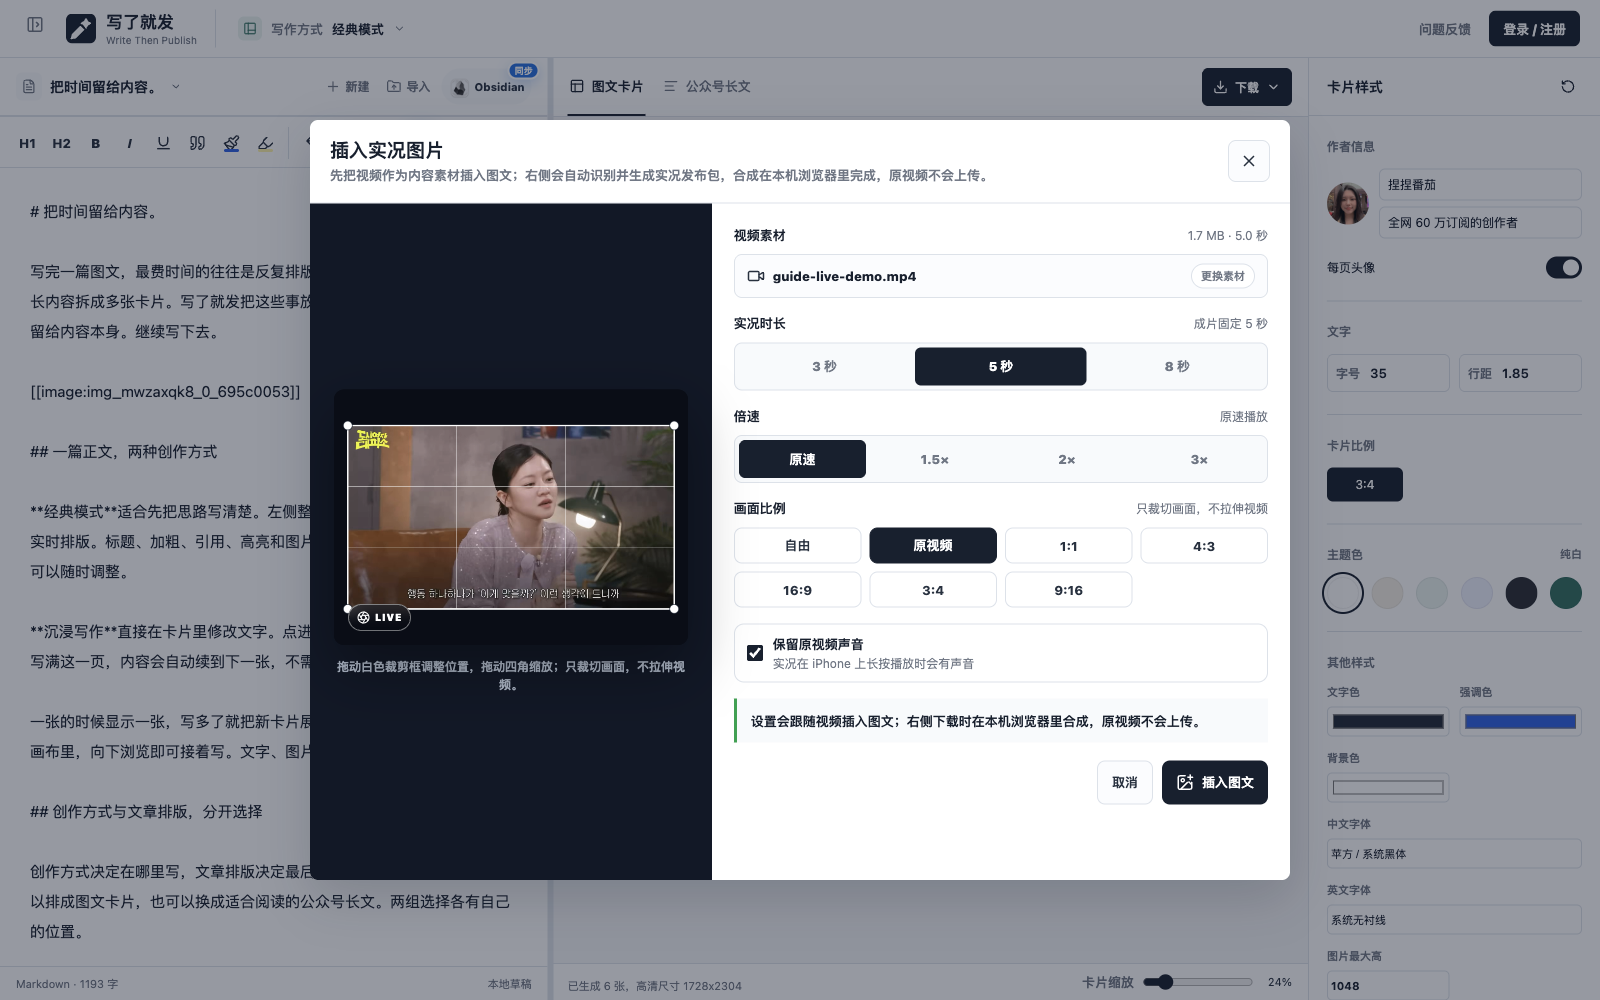 写了就发
Write Then Publish
写作方式 经典模式
问题反馈
登录 / 注册
把时间留给内容。
新建
导入
Obsidian
同步
图文卡片
公众号长文
下载
卡片样式
H1 H2 B I U
插入实况图片
先把视频作为内容素材插入图文；右侧会自动识别并生成实况发布包，合成在本机浏览器里完成，原视频不会上传。
# 把时间留给内容。
写完一篇图文，最费时间的往往是反复排版
长内容拆成多张卡片。写了就发把这些事放
留给内容本身。继续写下去。
[[image:img_mwzaxqk8_0_695c0053]]
## 一篇正文，两种创作方式
**经典模式**适合先把思路写清楚。左侧整
实时排版。标题、加粗、引用、高亮和图片
可以随时调整。
**沉浸写作**直接在卡片里修改文字。点进
写满这一页，内容会自动续到下一张，不需
一张的时候显示一张，写多了就把新卡片展
画布里，向下浏览即可接着写。文字、图片
## 创作方式与文章排版，分开选择
创作方式决定在哪里写，文章排版决定最后
以排成图文卡片，也可以换成适合阅读的公众号长文。两组选择各有自己
的位置。
Markdown · 1193 字
本地草稿
행동 하나하나가 '이게 맞을까?' 이런 생각이 드니까
LIVE
拖动白色裁剪框调整位置，拖动四角缩放；只裁切画面，不拉伸视
频。
视频素材
1.7 MB · 5.0 秒
guide-live-demo.mp4
更换素材
实况时长
成片固定 5 秒
3 秒
5 秒
8 秒
倍速
原速播放
原速
1.5×
2×
3×
画面比例
只裁切画面，不拉伸视频
自由
原视频
1:1
4:3
16:9
3:4
9:16
保留原视频声音
实况在 iPhone 上长按播放时会有声音
设置会跟随视频插入图文；右侧下载时在本机浏览器里合成，原视频不会上传。
取消
插入图文
已生成 6 张，高清尺寸 1728x2304
卡片缩放
24%
作者信息
捏捏番茄
全网 60 万订阅的创作者
每页头像
文字
字号 35
行距 1.85
卡片比例
3:4
主题色
纯白
其他样式
文字色
强调色
背景色
中文字体
苹方 / 系统黑体
英文字体
系统无衬线
图片最大高
1048